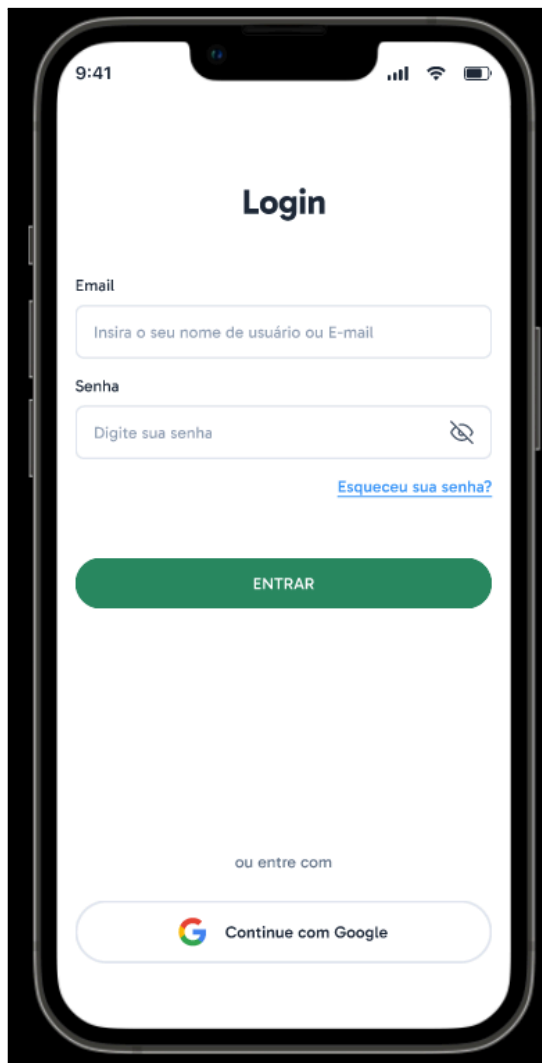 9:41
Login
Email
Insira o seu nome de usuário ou E-mail
Senha
Digite sua senha
Esqueceu sua senha?
ENTRAR
ou entre com
Continue com Google